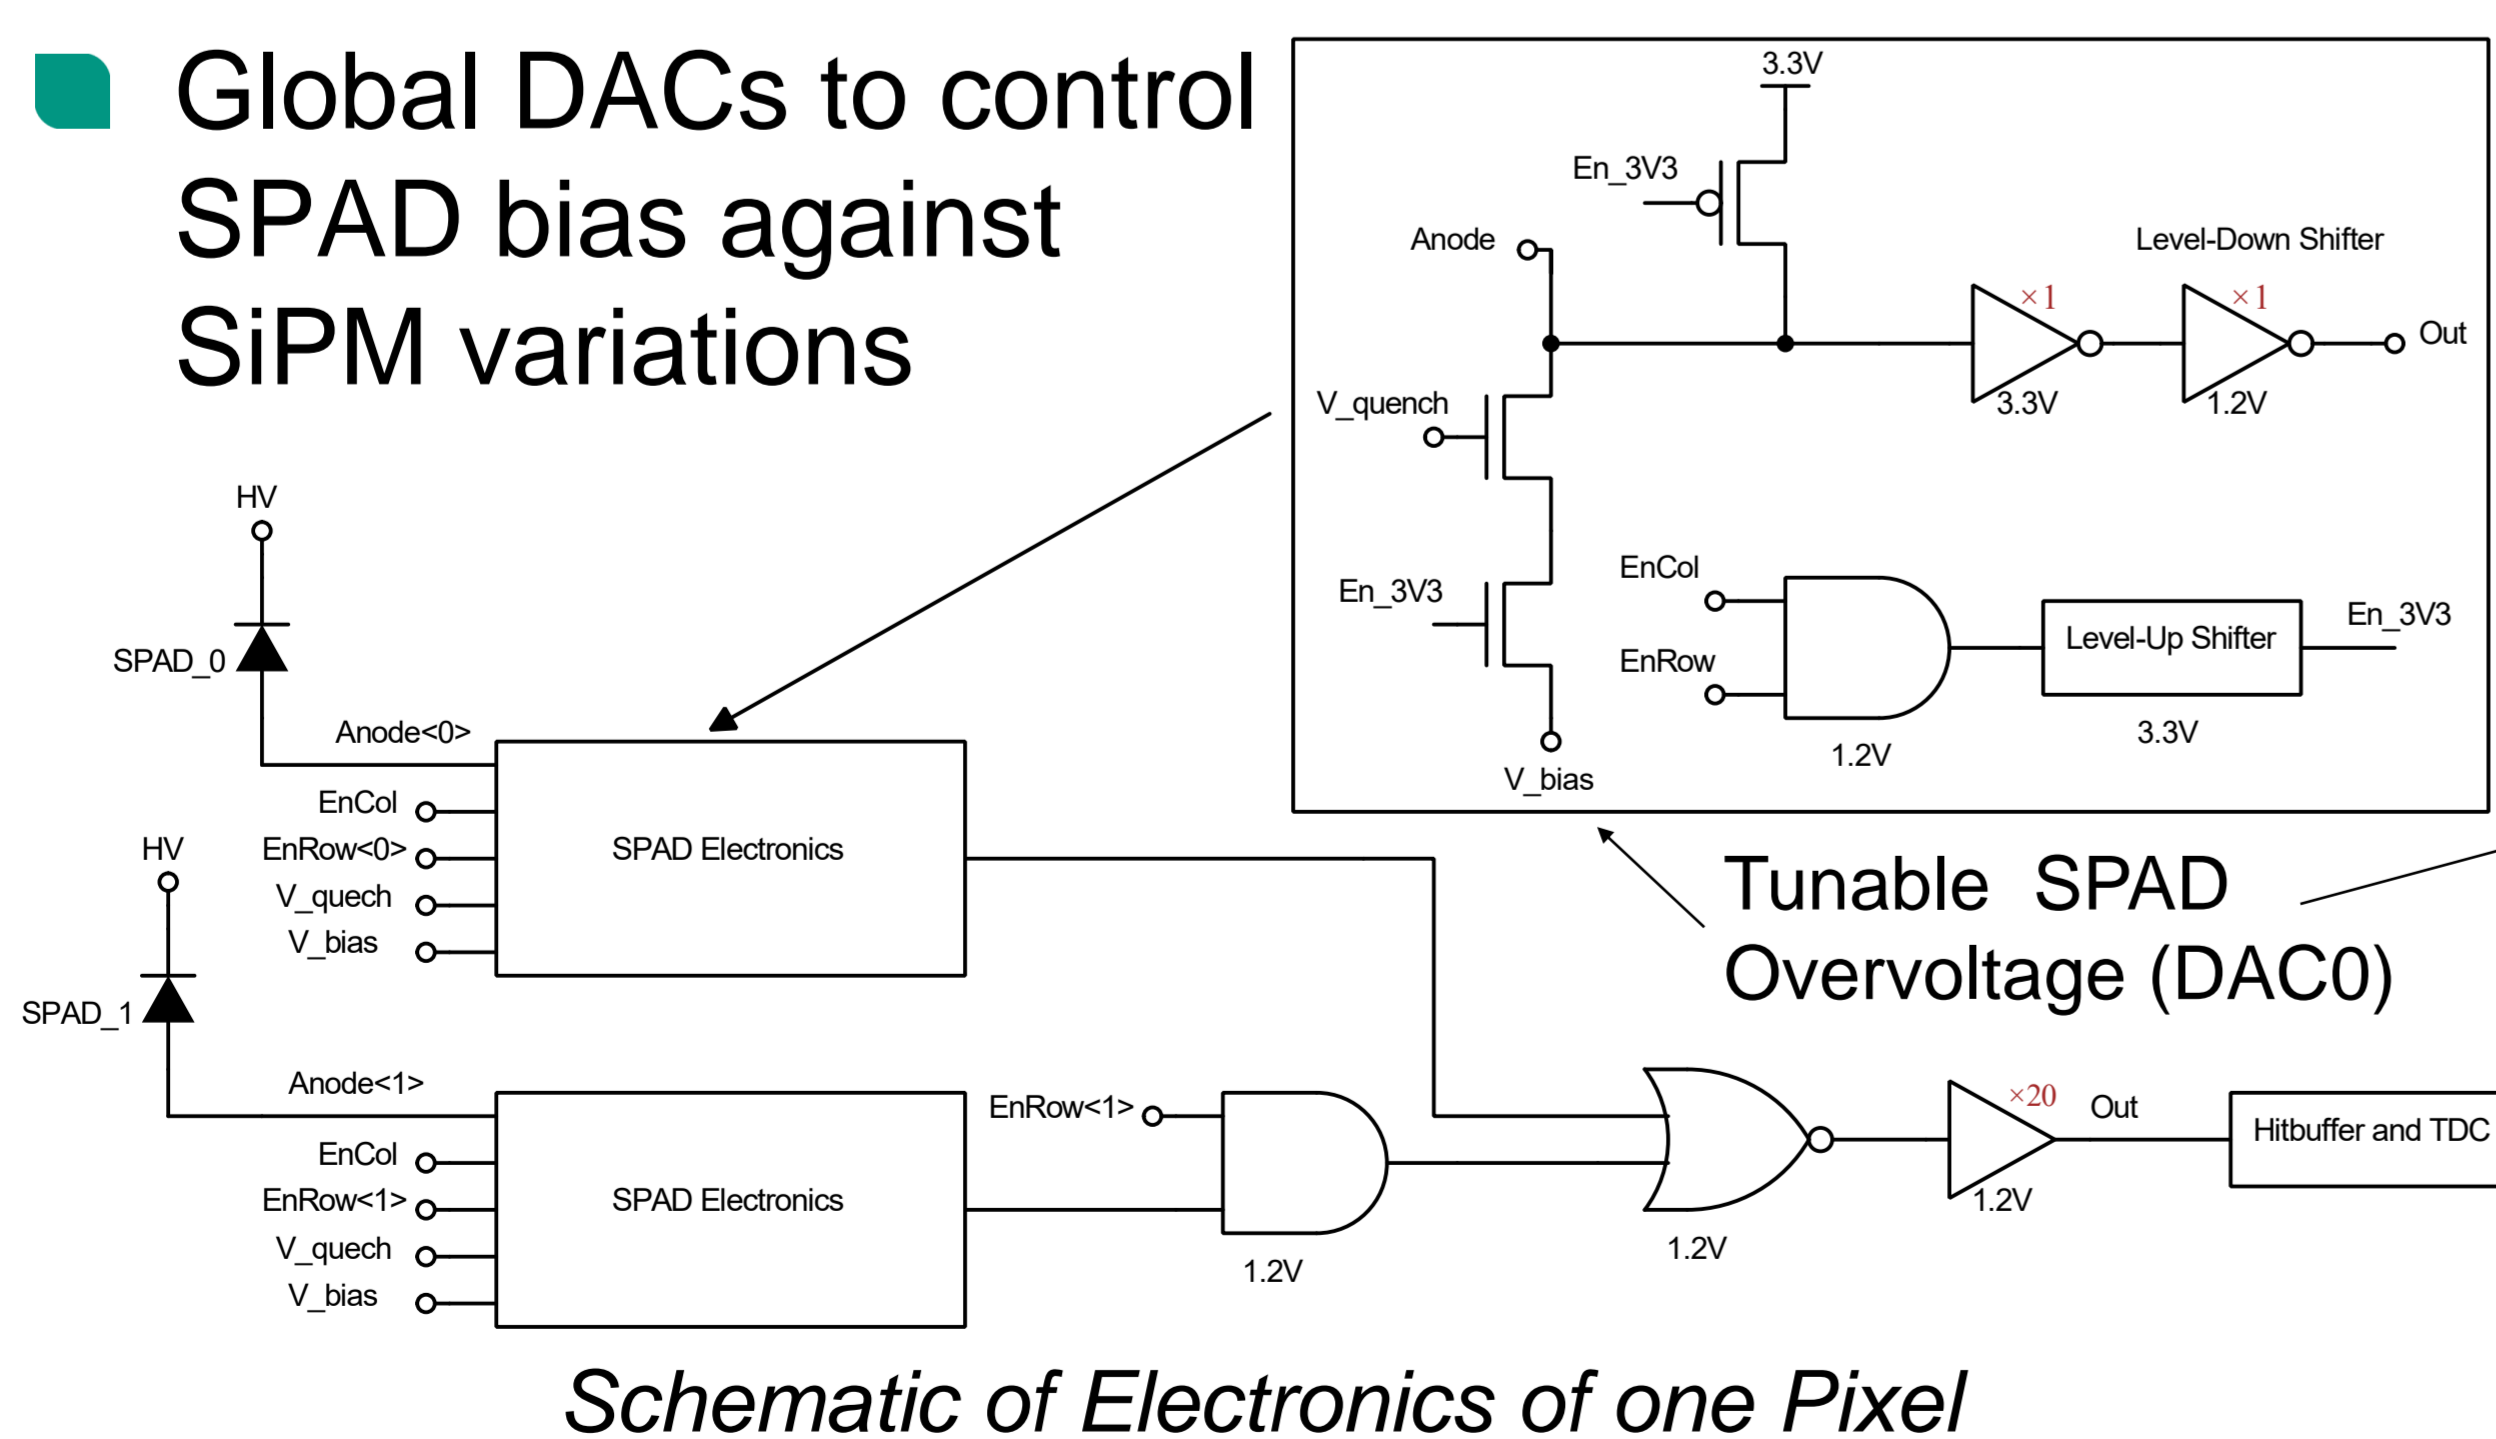 Global DACs to control
SPAD bias against
SiPM variations
3.3V
En_3V3
Anode
Level-Down Shifter
×1
×1
Out
3.3V
1.2V
V_quench
En_3V3
EnCol
EnRow
Level-Up Shifter
En_3V3
1.2V
3.3V
V_bias
HV
SPAD_0
Anode<0>
EnCol
EnRow<0>
V_quech
V_bias
SPAD Electronics
Tunable SPAD
Overvoltage (DAC0)
HV
SPAD_1
Anode<1>
EnCol
EnRow<1>
V_quech
V_bias
SPAD Electronics
EnRow<1>
1.2V
1.2V
×20
Out
1.2V
Hitbuffer and TDC
Schematic of Electronics of one Pixel